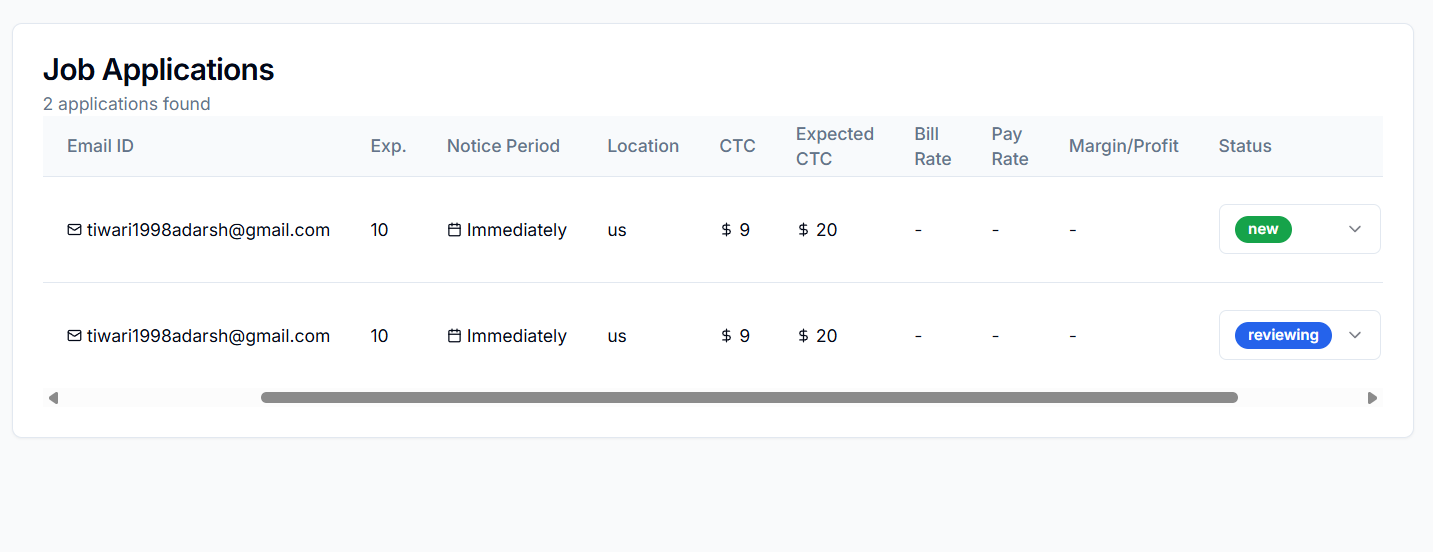 Job Applications
2 applications found
Email ID Exp. Notice Period Location CTC Expected CTC Bill Rate Pay Rate Margin/Profit Status
tiwari1998adarsh@gmail.com 10 Immediately us $ 9 $ 20 - - - new
tiwari1998adarsh@gmail.com 10 Immediately us $ 9 $ 20 - - - reviewing